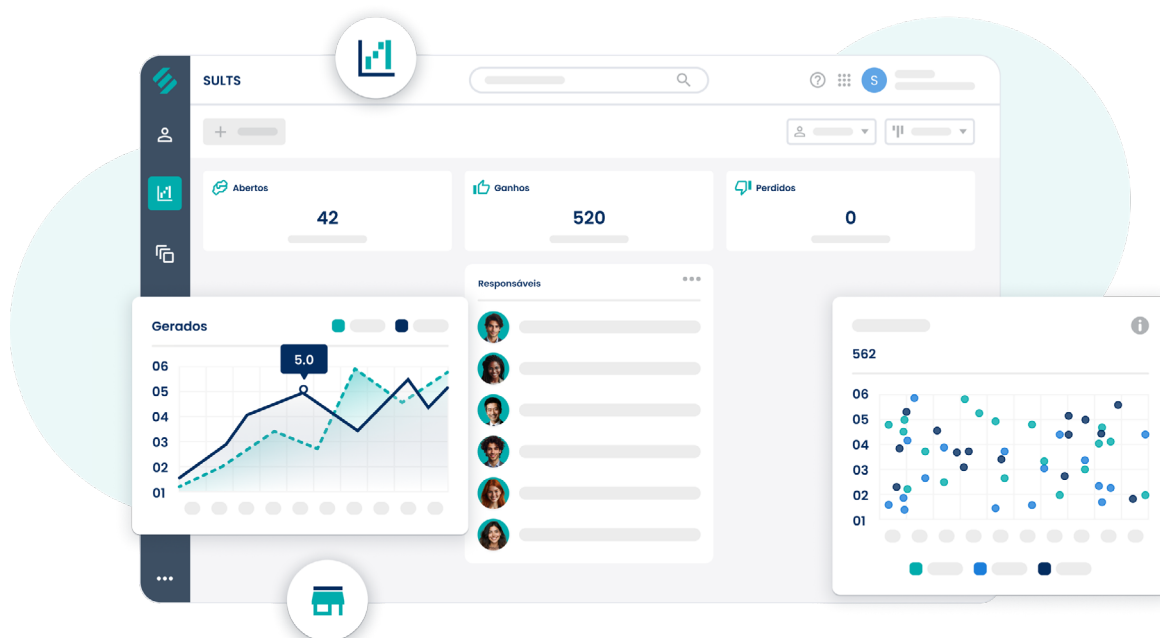 SULTS
S
Abertos
42
Ganhos
520
Perdidos
0
Responsáveis
Gerados
5.0
06
05
04
03
02
01
562
06
05
04
03
02
01